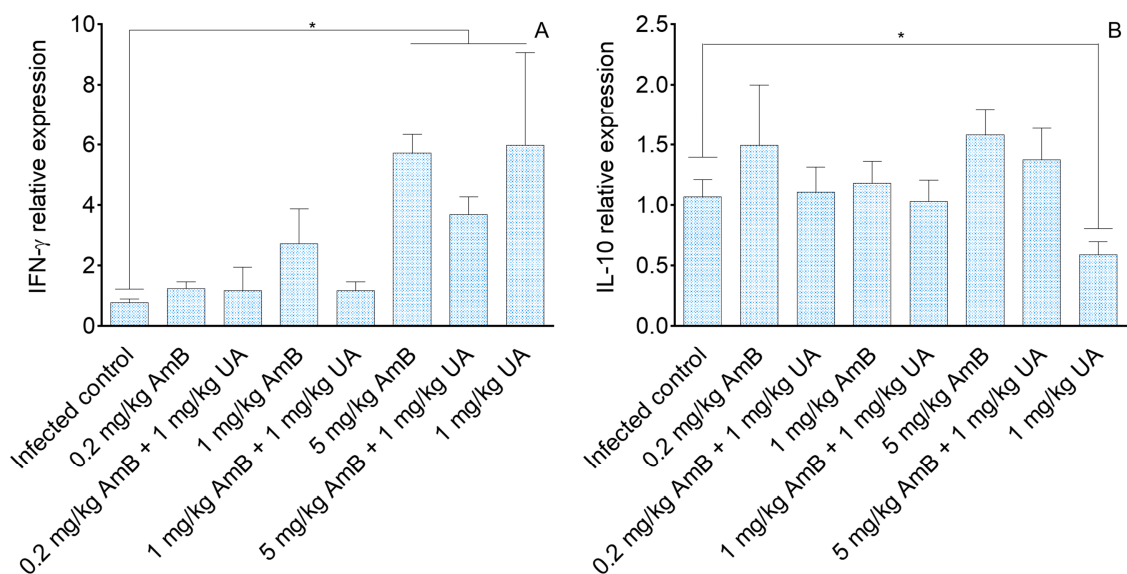 A
*
IFN-γ relative expression
10
8
6
4
2
0
Infected control
0.2 mg/kg AmB
0.2 mg/kg AmB + 1 mg/kg UA
1 mg/kg AmB
1 mg/kg AmB + 1 mg/kg UA
5 mg/kg AmB
5 mg/kg AmB + 1 mg/kg UA
1 mg/kg UA
B
*
IL-10 relative expression
2.5
2.0
1.5
1.0
0.5
0.0
Infected control
0.2 mg/kg AmB
0.2 mg/kg AmB + 1 mg/kg UA
1 mg/kg AmB
1 mg/kg AmB + 1 mg/kg UA
5 mg/kg AmB
5 mg/kg AmB + 1 mg/kg UA
1 mg/kg UA